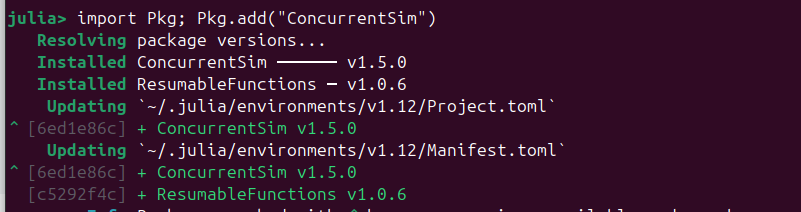 julia> import Pkg; Pkg.add("ConcurrentSim")
Resolving package versions...
Installed ConcurrentSim ────── v1.5.0
Installed ResumableFunctions ─ v1.0.6
Updating `~/.julia/environments/v1.12/Project.toml`
^ [6ed1e86c] + ConcurrentSim v1.5.0
Updating `~/.julia/environments/v1.12/Manifest.toml`
^ [6ed1e86c] + ConcurrentSim v1.5.0
[c5292f4c] + ResumableFunctions v1.0.6